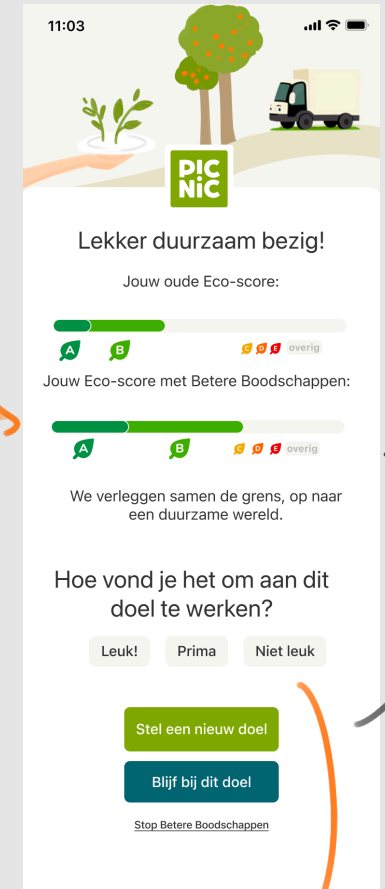 11:03
PIC
NIC
Lekker duurzaam bezig!
Jouw oude Eco-score:
A B C D E overig
Jouw Eco-score met Betere Boodschappen:
A B C D E overig
We verleggen samen de grens, op naar
een duurzame wereld.
Hoe vond je het om aan dit
doel te werken?
Leuk! Prima Niet leuk
Stel een nieuw doel
Blijf bij dit doel
Stop Betere Boodschappen